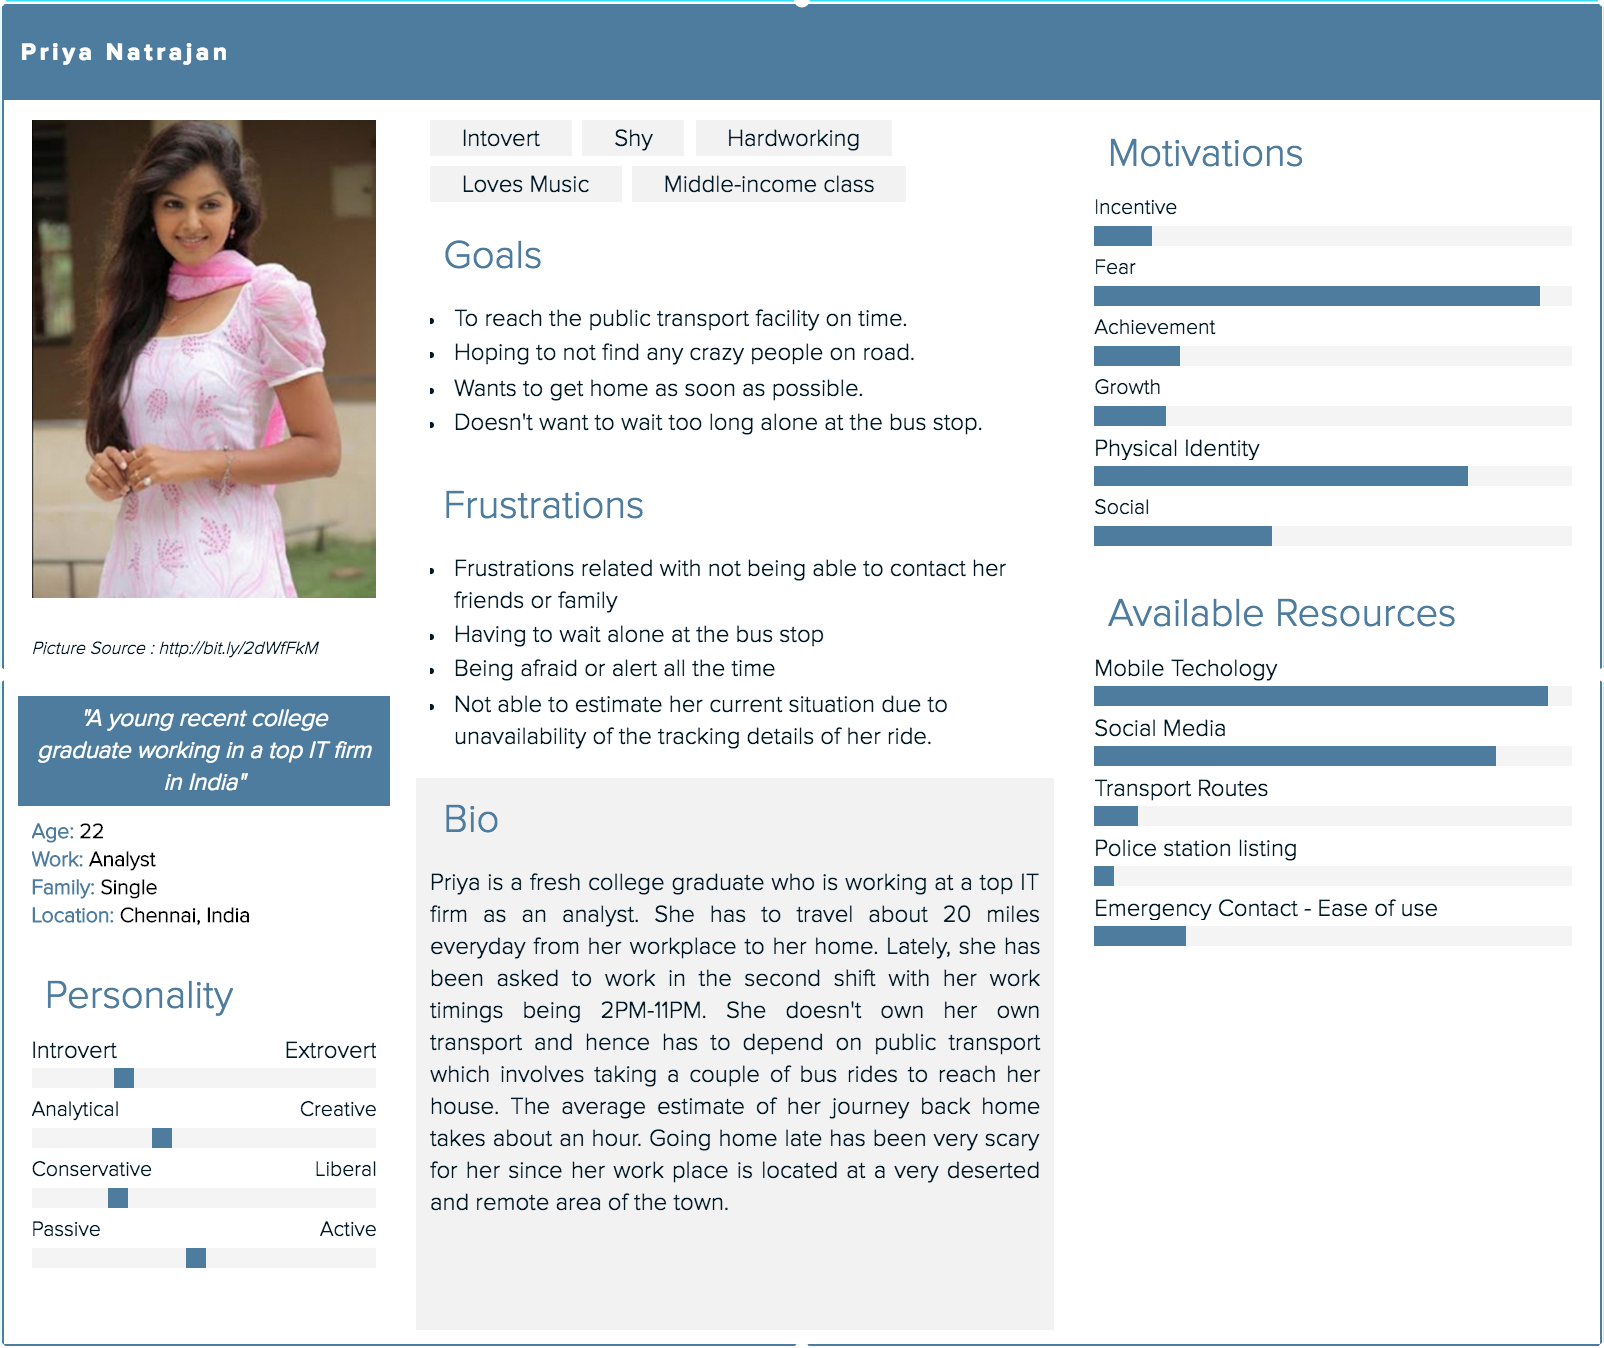 Priya Natrajan
Picture Source : http://bit.ly/2dWfFkM
"A young recent college
graduate working in a top IT firm
in India"
Age: 22
Work: Analyst
Family: Single
Location: Chennai, India
Personality
Introvert Extrovert
Analytical Creative
Conservative Liberal
Passive Active
Intovert Shy Hardworking
Loves Music Middle-income class
Goals
To reach the public transport facility on time.
Hoping to not find any crazy people on road.
Wants to get home as soon as possible.
Doesn't want to wait too long alone at the bus stop.
Frustrations
Frustrations related with not being able to contact her
friends or family
Having to wait alone at the bus stop
Being afraid or alert all the time
Not able to estimate her current situation due to
unavailability of the tracking details of her ride.
Bio
Priya is a fresh college graduate who is working at a top IT
firm as an analyst. She has to travel about 20 miles
everyday from her workplace to her home. Lately, she has
been asked to work in the second shift with her work
timings being 2PM-11PM. She doesn't own her own
transport and hence has to depend on public transport
which involves taking a couple of bus rides to reach her
house. The average estimate of her journey back home
takes about an hour. Going home late has been very scary
for her since her work place is located at a very deserted
and remote area of the town.
Motivations
Incentive
Fear
Achievement
Growth
Physical Identity
Social
Available Resources
Mobile Techology
Social Media
Transport Routes
Police station listing
Emergency Contact - Ease of use